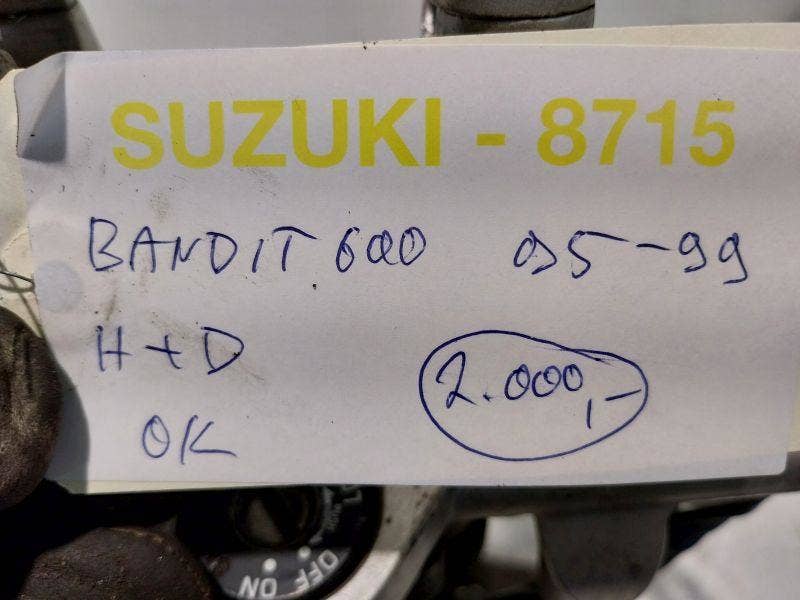 SUZUKI - 8715
BANDIT 600 95-99
H+D
2.000,-
OK
OFF
ON